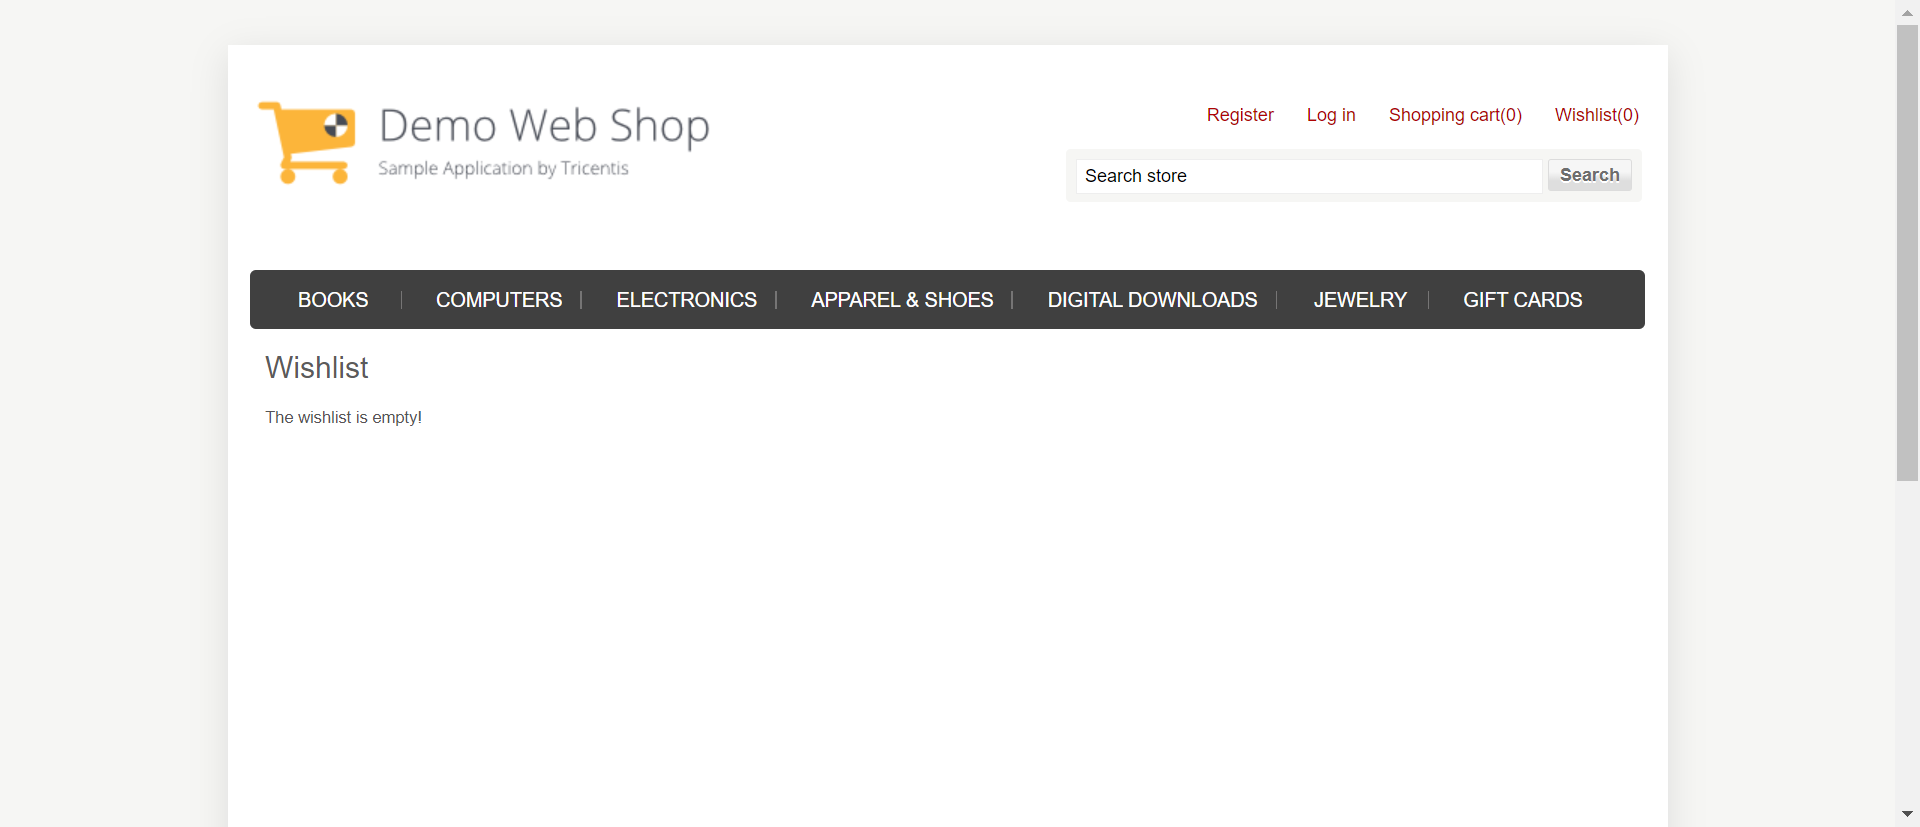 Demo Web Shop
Sample Application by Tricentis
Register Log in Shopping cart(0) Wishlist(0)
Search store Search
BOOKS COMPUTERS ELECTRONICS APPAREL & SHOES DIGITAL DOWNLOADS JEWELRY GIFT CARDS
Wishlist
The wishlist is empty!